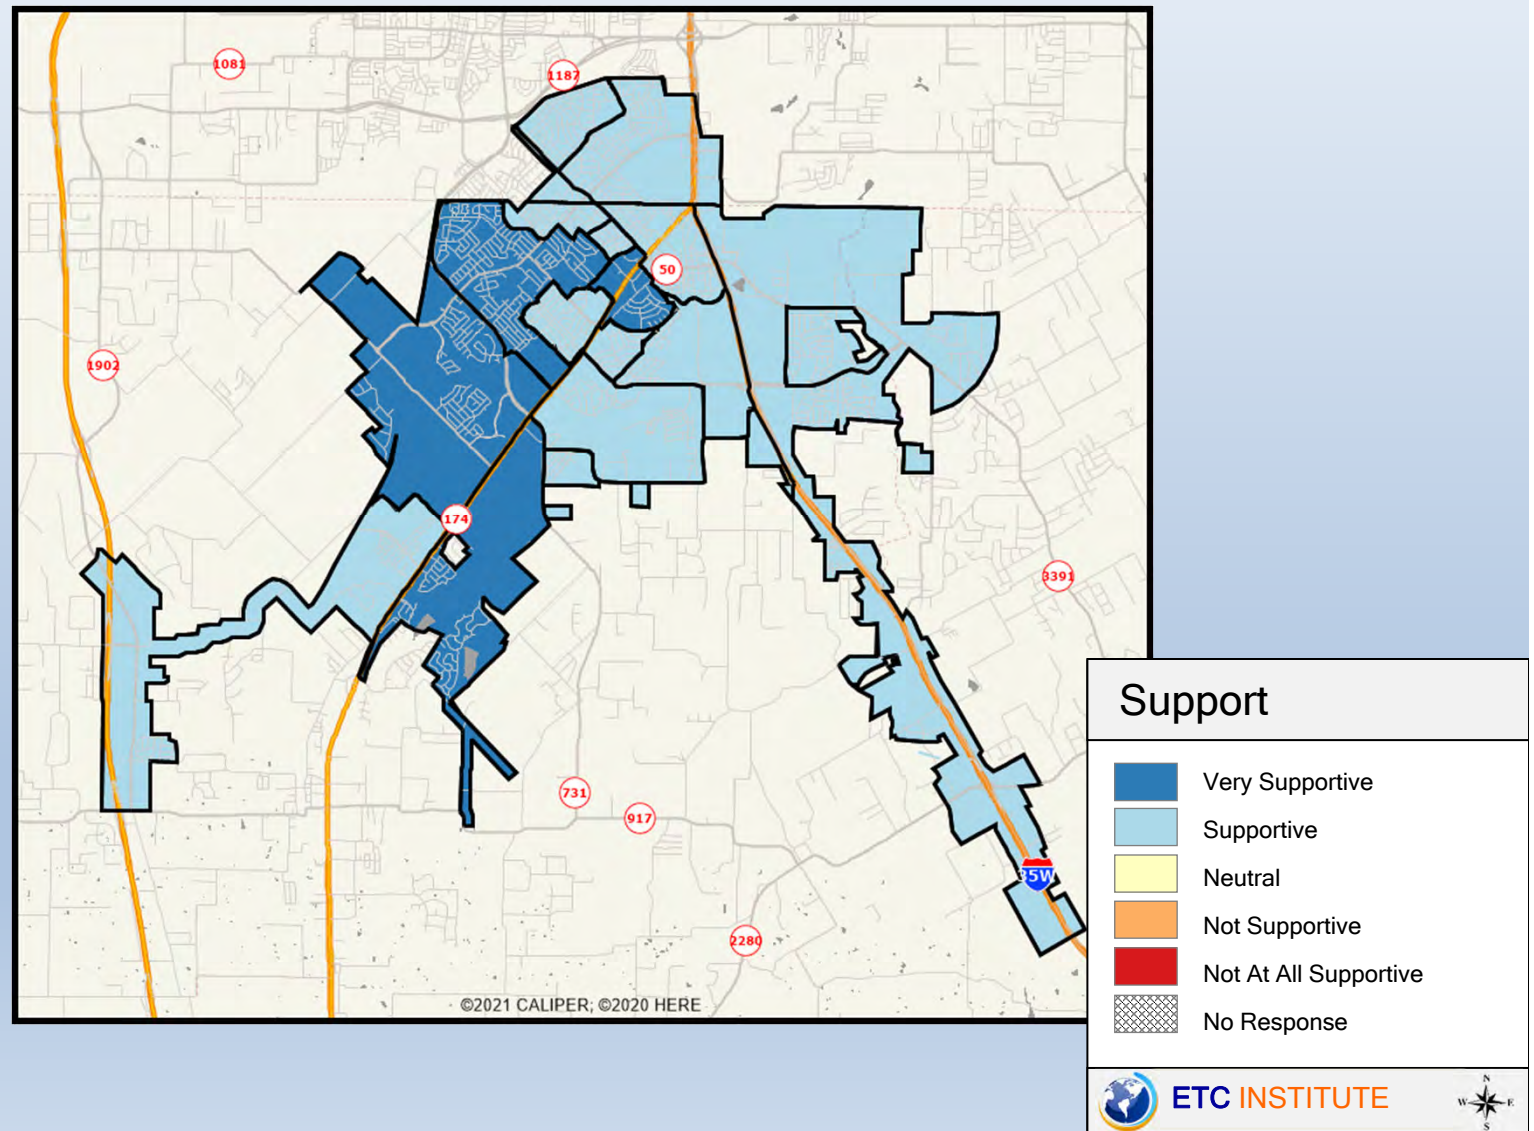 1081
1187
50
1902
174
3391
731
917
35W
2280
©2021 CALIPER; ©2020 HERE
Support
Very Supportive
Supportive
Neutral
Not Supportive
Not At All Supportive
No Response
ETC INSTITUTE
N
W E
S